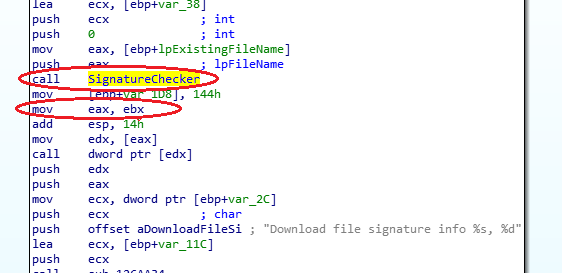 lea ecx, [ebp+var_38]
push ecx ; int
push 0 ; int
mov eax, [ebp+lpExistingFileName]
push eax ; lpFileName
call SignatureChecker
mov [ebp+var_1D8], 144h
mov eax, ebx
add esp, 14h
mov edx, [eax]
call dword ptr [edx]
push edx
push eax
mov ecx, dword ptr [ebp+var_2C]
push ecx ; char
push offset aDownloadFileSi ; "Download file signature info %s, %d"
lea ecx, [ebp+var_11C]
push ecx